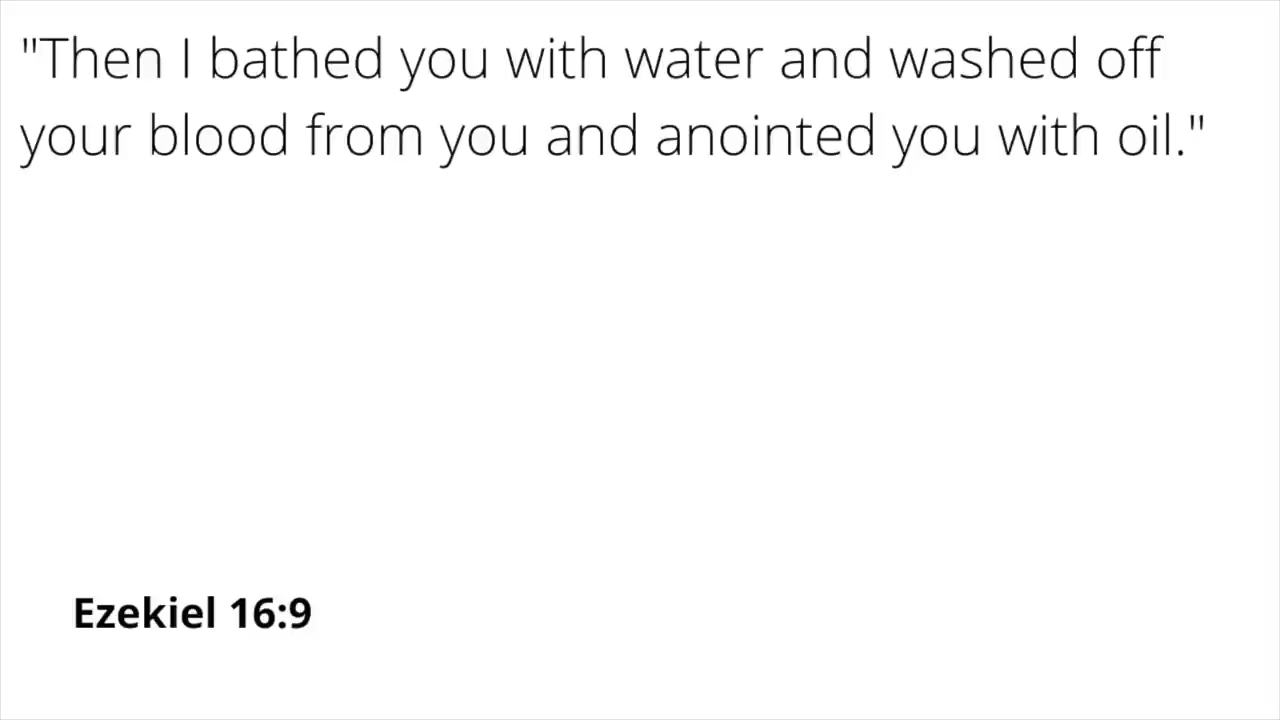 "Then I bathed you with water and washed off
your blood from you and anointed you with oil."
Ezekiel 16:9